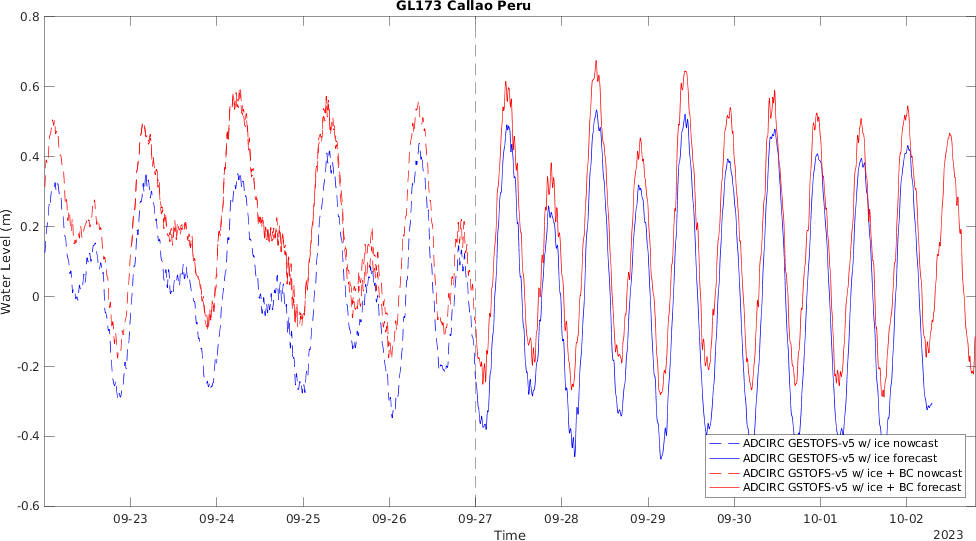 GL173 Callao Peru
0.8
0.6
0.4
0.2
0
-0.2
-0.4
-0.6
Water Level (m)
ADCIRC GESTOFS-v5 w/ ice nowcast
ADCIRC GESTOFS-v5 w/ ice forecast
ADCIRC GSTOFS-v5 w/ ice + BC nowcast
ADCIRC GSTOFS-v5 w/ ice + BC forecast
09-23 09-24 09-25 09-26 09-27 09-28 09-29 09-30 10-01 10-02
Time
2023